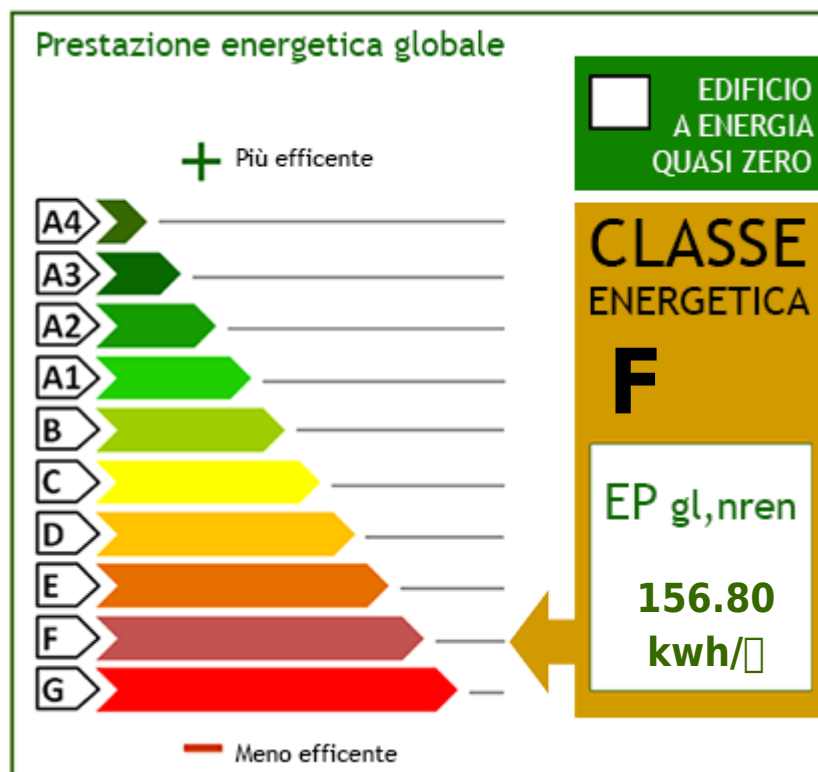 Prestazione energetica globale
Più efficente
A4
A3
A2
A1
B
C
D
E
F
G
Meno efficente
EDIFICIO
A ENERGIA
QUASI ZERO
CLASSE
ENERGETICA
F
EP gl,nren
156.80
kwh/